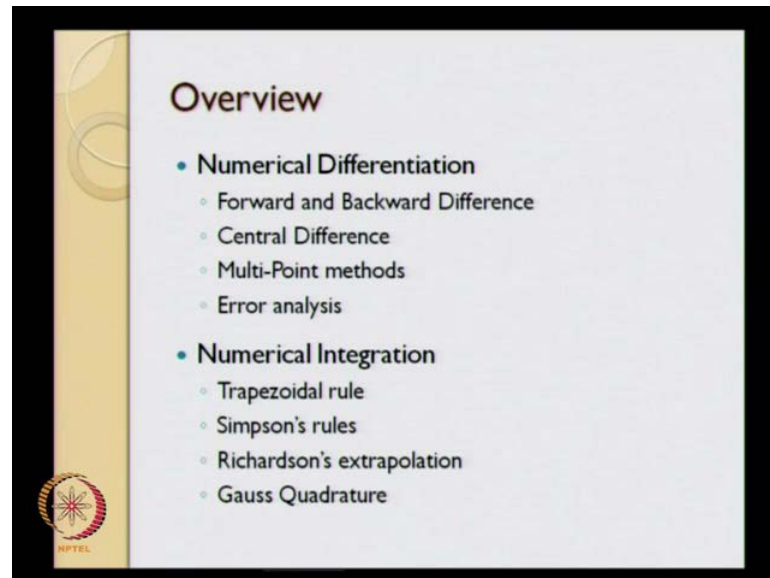 Overview
• Numerical Differentiation
◦ Forward and Backward Difference
◦ Central Difference
◦ Multi-Point methods
◦ Error analysis
• Numerical Integration
◦ Trapezoidal rule
◦ Simpson's rules
◦ Richardson's extrapolation
◦ Gauss Quadrature
NPTEL